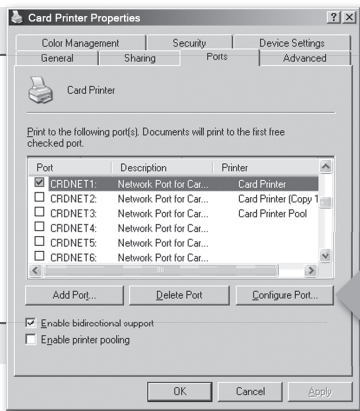 Card Printer Properties
Color Management Security Device Settings
General Sharing Ports Advanced
Card Printer
Print to the following port(s). Documents will print to the first free
checked port.
Port Description Printer
CRDNET1: Network Port for Car... Card Printer
CRDNET2: Network Port for Car... Card Printer (Copy 1
CRDNET3: Network Port for Car... Card Printer Pool
CRDNET4: Network Port for Car...
CRDNET5: Network Port for Car...
CRDNET6: Network Port for Car...
Add Port... Delete Port Configure Port...
Enable bidirectional support
Enable printer pooling
OK Cancel Apply